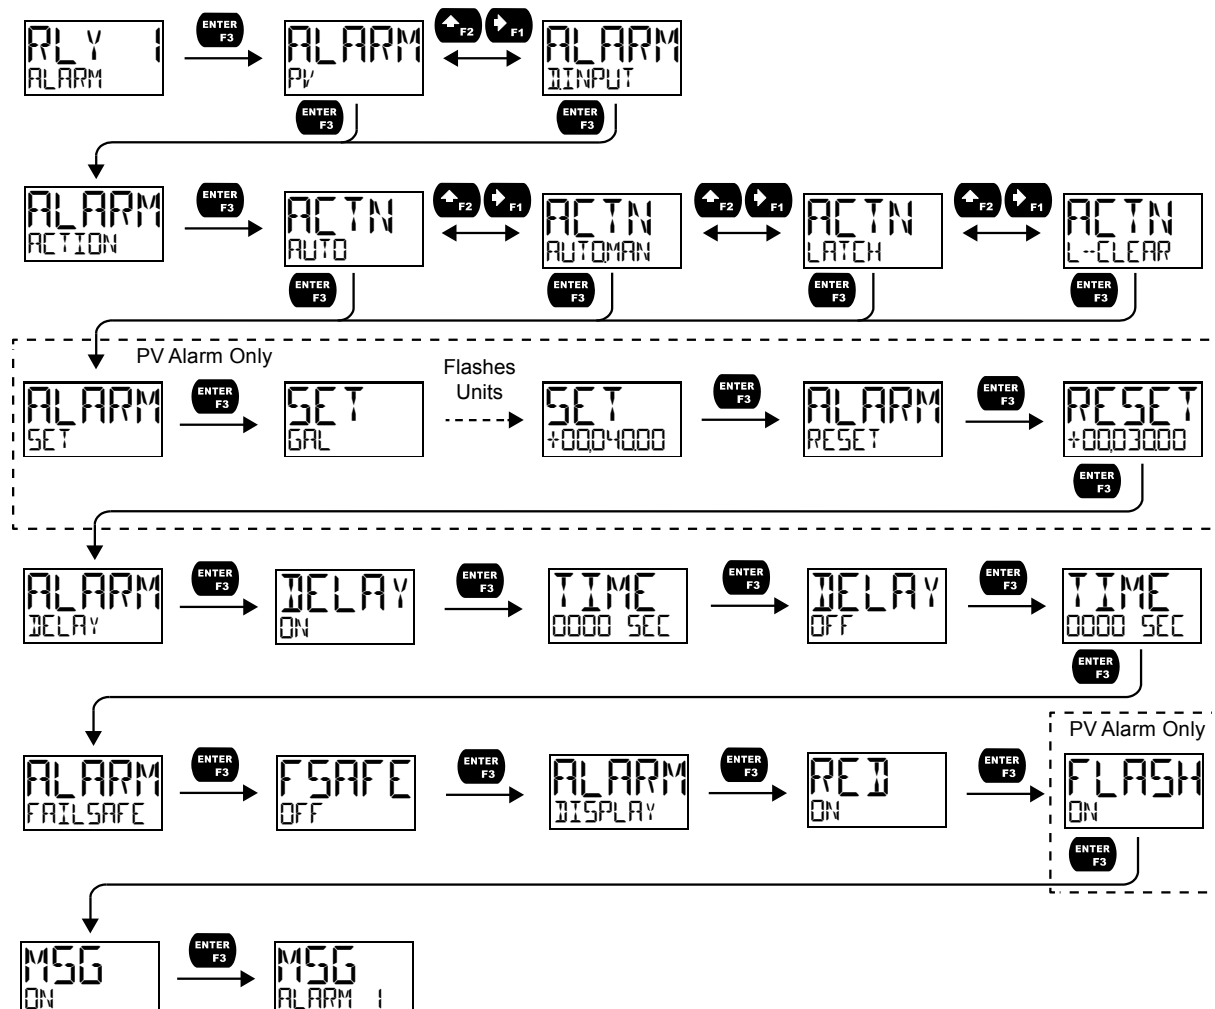 RLY 1
ALARM
ENTER
F3
ALARM
PV
F2
F1
ALARM
D.INPUT
ENTER
F3
ENTER
F3
ALARM
ACTION
ENTER
F3
ACTN
AUTO
F2
F1
ACTN
AUTO.MAN
F2
F1
ACTN
LATCH
F2
F1
ACTN
L--CLEAR
ENTER
F3
ENTER
F3
ENTER
F3
ENTER
F3
PV Alarm Only
ALARM
SET
ENTER
F3
SET
GAL
Flashes
Units
SET
+00,040.00
ENTER
F3
ALARM
RESET
ENTER
F3
RESET
+00,030.00
ENTER
F3
ALARM
DELAY
ENTER
F3
DELAY
ON
ENTER
F3
TIME
0000 SEC
ENTER
F3
DELAY
OFF
ENTER
F3
TIME
0000 SEC
ENTER
F3
ALARM
FAILSAFE
ENTER
F3
FSAFE
OFF
ENTER
F3
ALARM
DISPLAY
ENTER
F3
RED
ON
ENTER
F3
PV Alarm Only
FLASH
ON
ENTER
F3
MSG
ON
ENTER
F3
MSG
ALARM 1